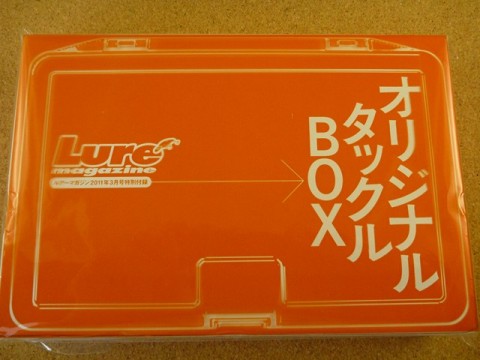 オリジナル
タックル
BOX
Lure
magazine
ルアーマガジン2011年3月号特別付録